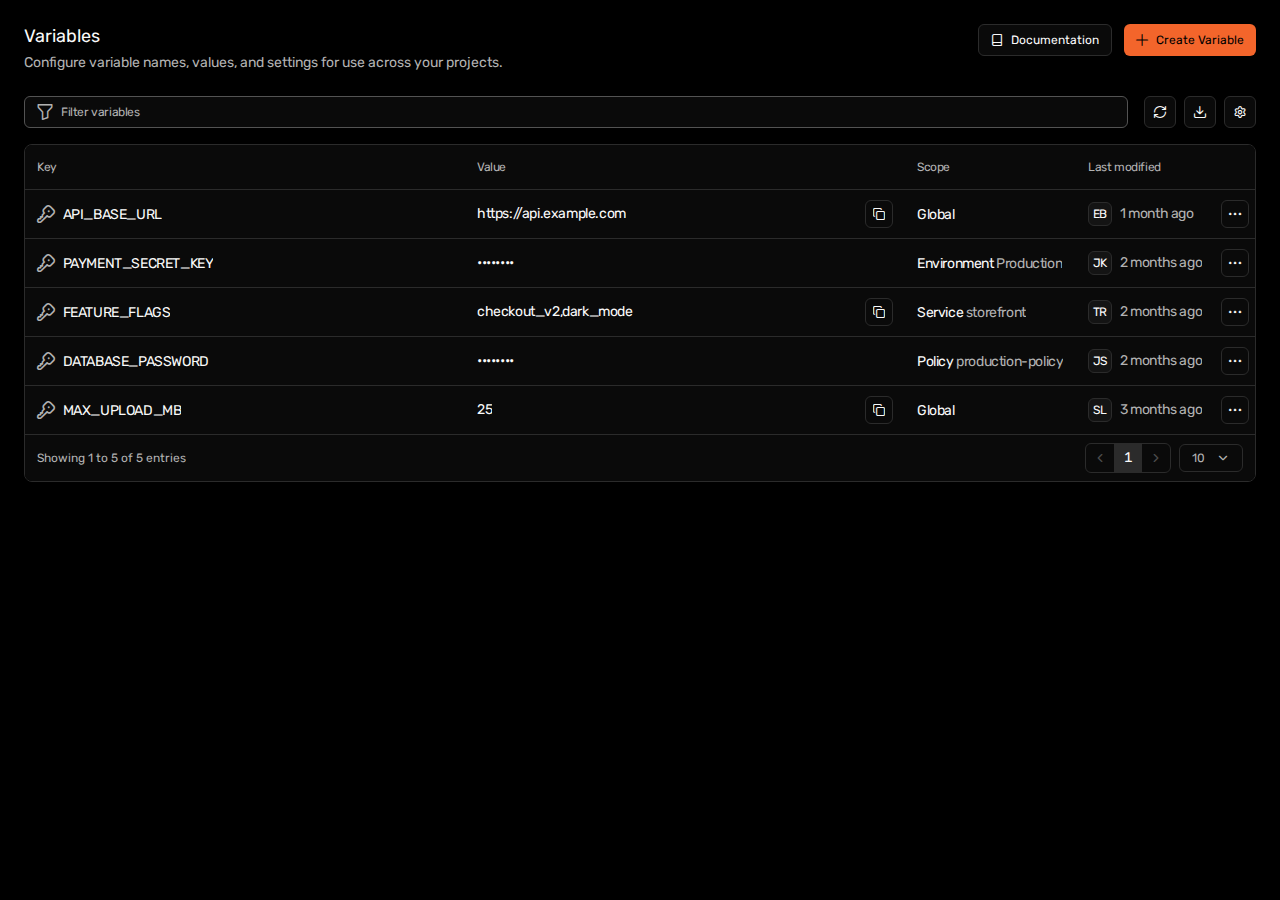 Variables
Documentation
Create Variable
Configure variable names, values, and settings for use across your projects.
Filter variables
Key Value Scope Last modified
API_BASE_URL https://api.example.com Global EB 1 month ago
PAYMENT_SECRET_KEY •••••••• Environment Production JK 2 months ago
FEATURE_FLAGS checkout_v2,dark_mode Service storefront TR 2 months ago
DATABASE_PASSWORD •••••••• Policy production-policy JS 2 months ago
MAX_UPLOAD_MB 25 Global SL 3 months ago
Showing 1 to 5 of 5 entries 1 10